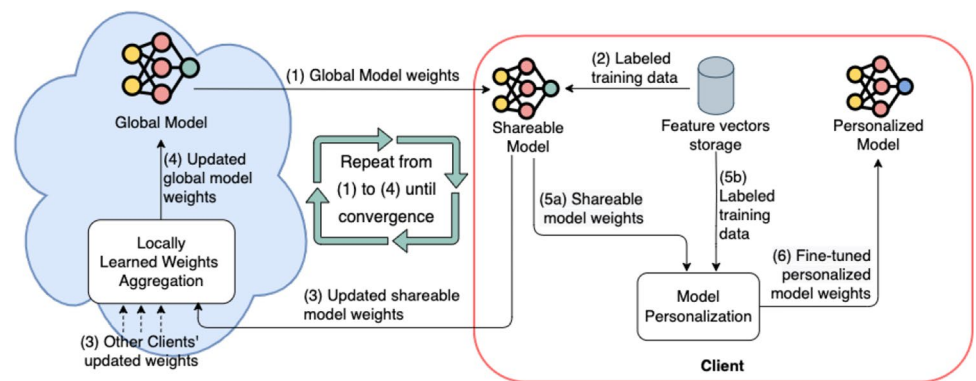 (1) Global Model weights
Global Model
(4) Updated
global model
weights
Locally
Learned Weights
Aggregation
(3) Other Clients'
updated weights
Repeat from
(1) to (4) until
convergence
(3) Updated shareable
model weights
(2) Labeled
training data
Shareable
Model
Feature vectors
storage
Personalized
Model
(5a) Shareable
model weights
(5b)
Labeled
training
data
(6) Fine-tuned
personalized
model weights
Model
Personalization
Client